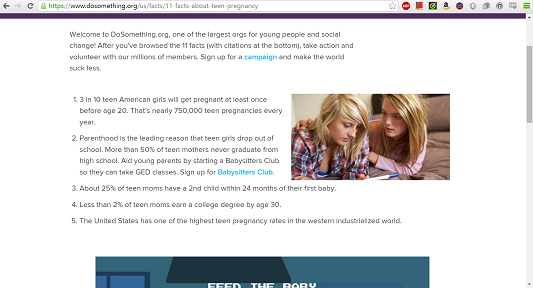 https://www.dosomething.org/us/facts/11-facts-about-teen-pregnancy
Welcome to DoSomething.org, one of the largest orgs for young people and social
change! After you've browsed the 11 facts (with citations at the bottom), take action and
volunteer with our millions of members. Sign up for a campaign and make the world
suck less.
1. 3 in 10 teen American girls will get pregnant at least once
before age 20. That's nearly 750,000 teen pregnancies every
year.
2. Parenthood is the leading reason that teen girls drop out of
school. More than 50% of teen mothers never graduate from
high school. Aid young parents by starting a Babysitters Club
so they can take GED classes. Sign up for Babysitters Club.
3. About 25% of teen moms have a 2nd child within 24 months of their first baby.
4. Less than 2% of teen moms earn a college degree by age 30.
5. The United States has one of the highest teen pregnancy rates in the western industrialized world.
FEED THE BABY